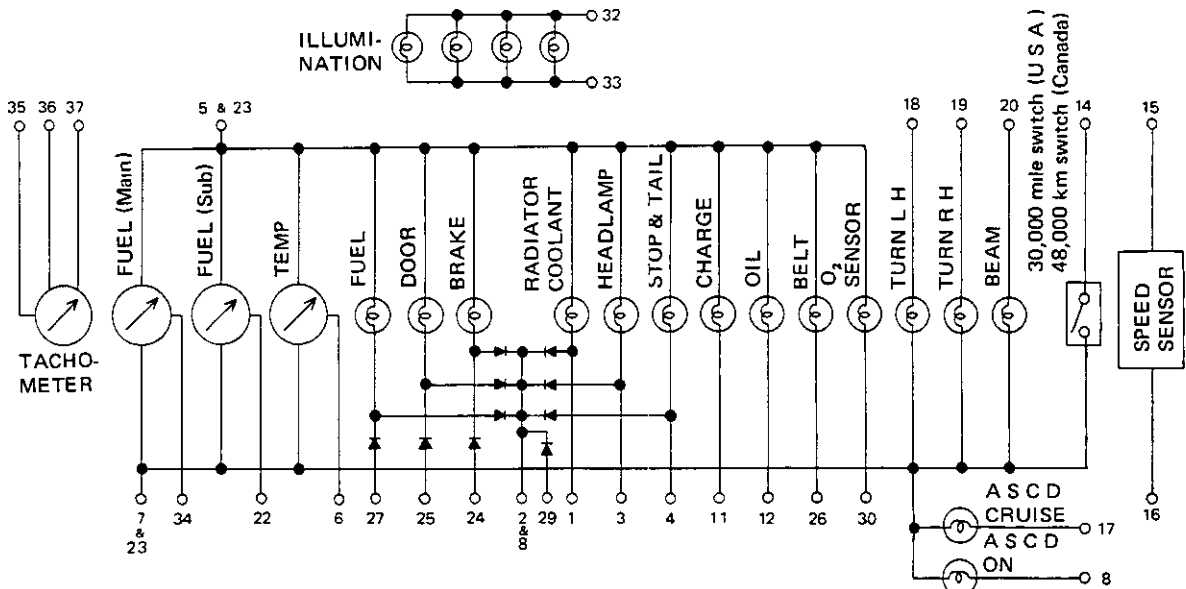 ILLUMI-
NATION
32
33
35 36 37
5 & 23
18
19
20
30,000 mile switch (U S A)
48,000 km switch (Canada)
14
15
FUEL (Main)
FUEL (Sub)
TEMP
FUEL
DOOR
BRAKE
RADIATOR
COOLANT
HEADLAMP
STOP & TAIL
CHARGE
OIL
BELT
O2
SENSOR
TURN L H
TURN R H
BEAM
SPEED
SENSOR
TACHO-
METER
7
&
23
34
22
6
27
25
24
2
&
8
29
1
3
4
11
12
26
30
16
A S C D
CRUISE
17
A S C D
ON
8